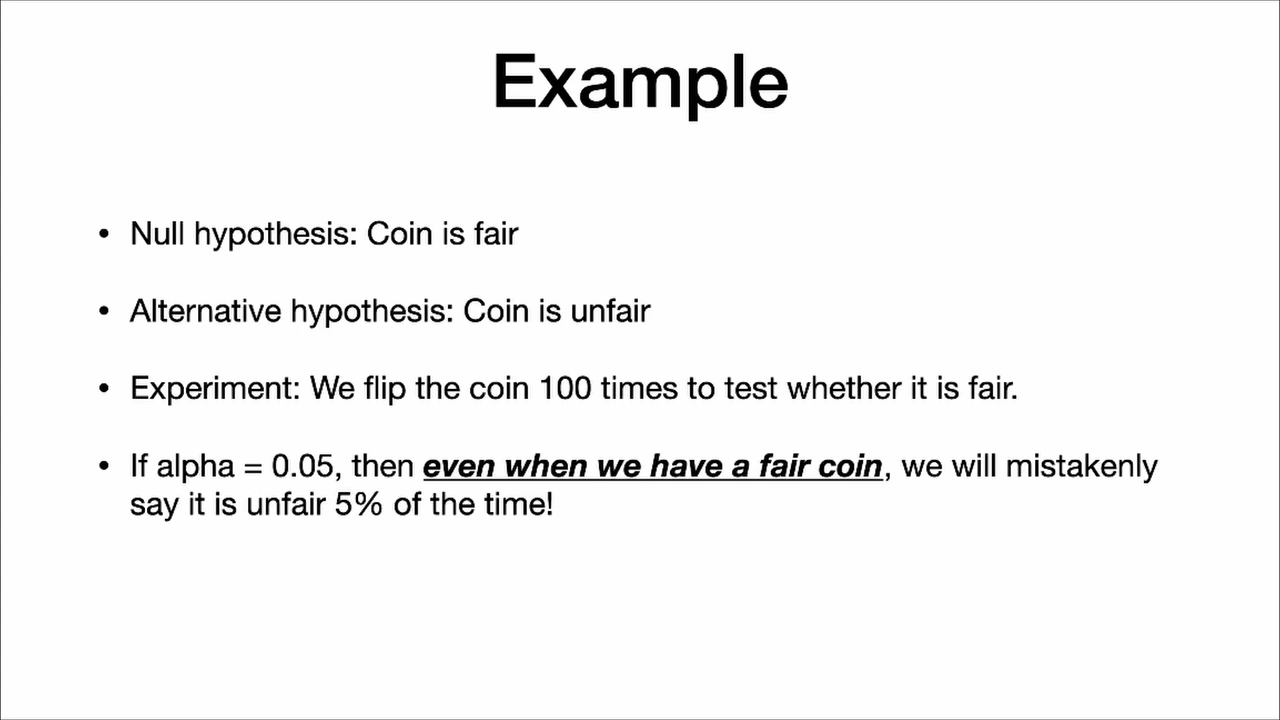 Example
• Null hypothesis: Coin is fair
• Alternative hypothesis: Coin is unfair
• Experiment: We flip the coin 100 times to test whether it is fair.
• If alpha = 0.05, then even when we have a fair coin, we will mistakenly
say it is unfair 5% of the time!